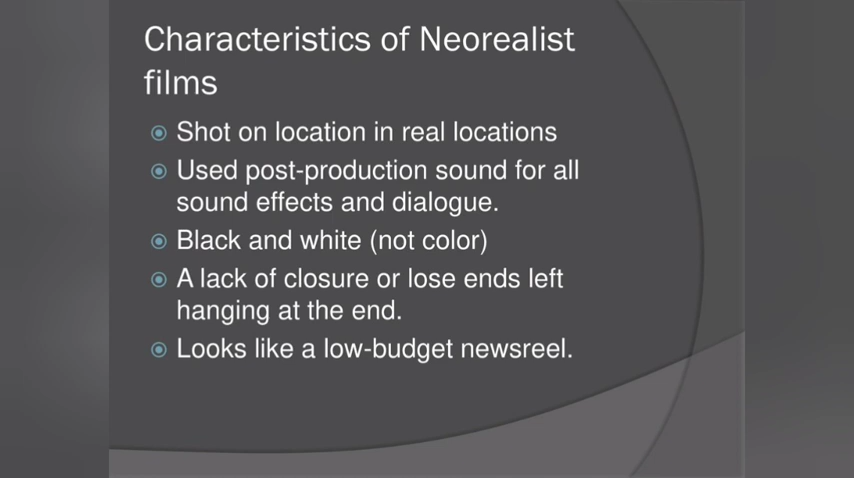 Characteristics of Neorealist
films
Shot on location in real locations
Used post-production sound for all
sound effects and dialogue.
Black and white (not color)
A lack of closure or lose ends left
hanging at the end.
Looks like a low-budget newsreel.